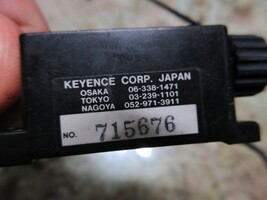 KEYENCE CORP. JAPAN
OSAKA 06-338-1471
TOKYO 03-239-1101
NAGOYA 052-971-3911
NO. 715676